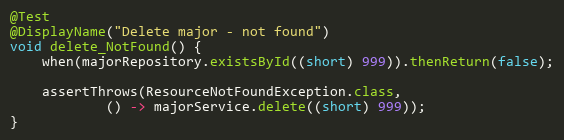 @Test
@DisplayName("Delete major - not found")
void delete_NotFound() {
    when(majorRepository.existsById((short) 999)).thenReturn(false);

    assertThrows(ResourceNotFoundException.class,
            () -> majorService.delete((short) 999));
}